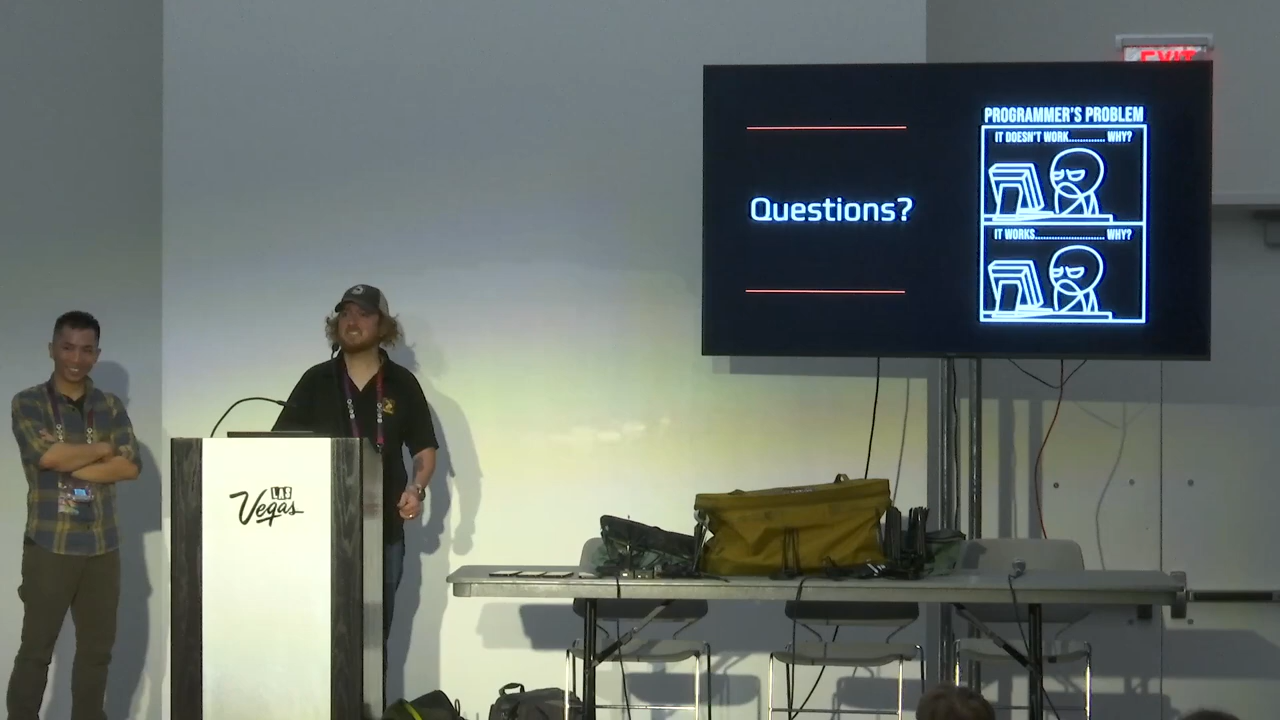 EXIT
PROGRAMMER'S PROBLEM
IT DOESN'T WORK............. WHY?
Questions?
IT WORKS......................... WHY?
LAS
Vegas